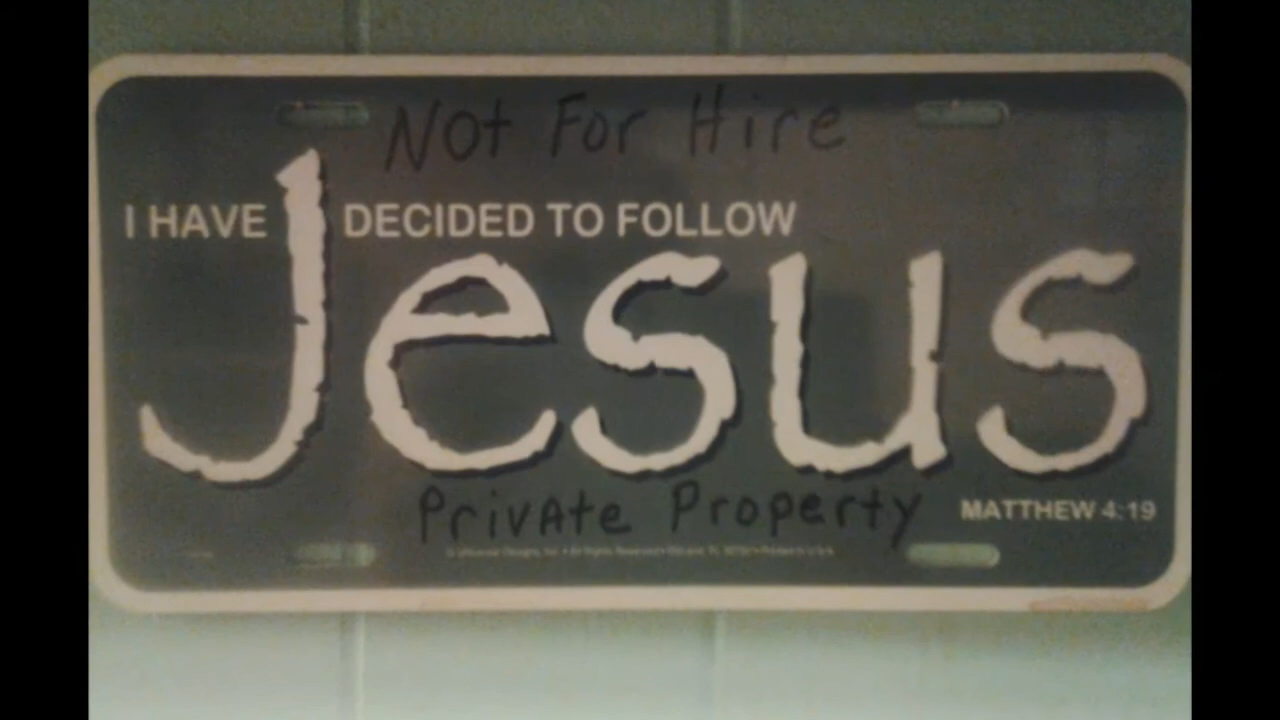 Not For Hire
I HAVE DECIDED TO FOLLOW
Jesus
Private Property
MATTHEW 4:19